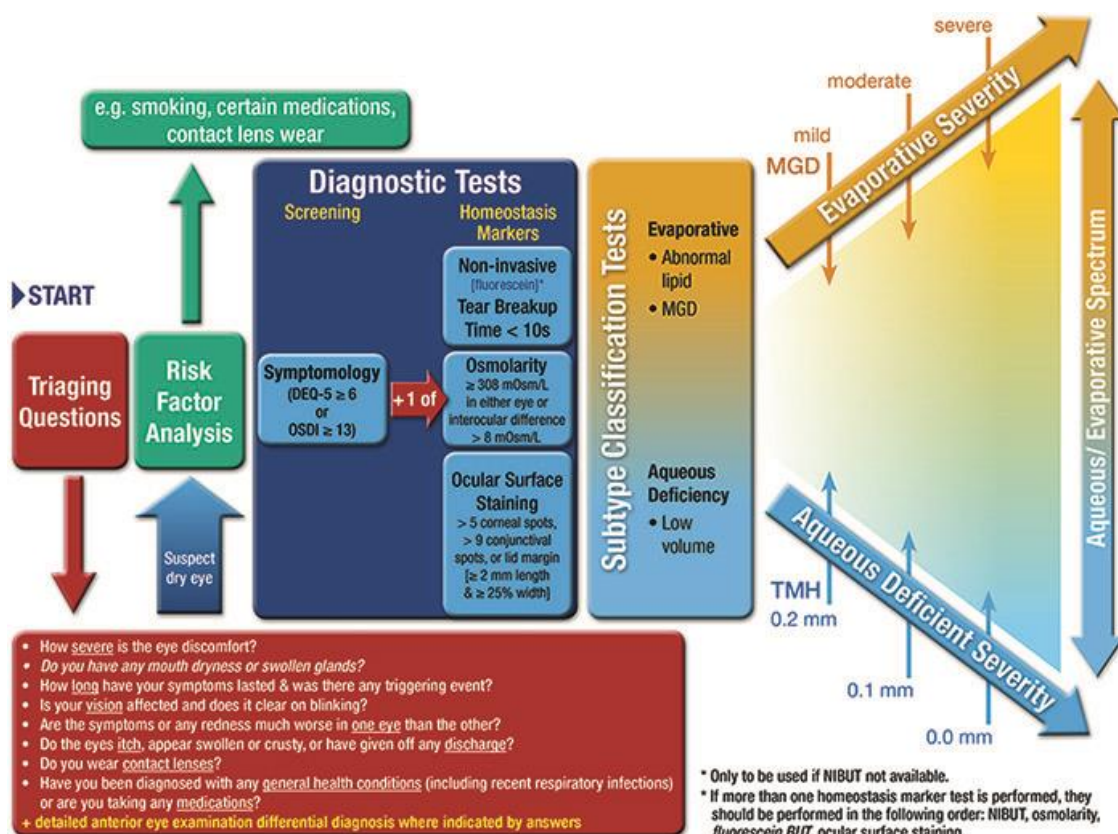 e.g. smoking, certain medications,
contact lens wear
START
Triaging
Questions
Risk
Factor
Analysis
Suspect
dry eye
Diagnostic Tests
Screening
Homeostasis
Markers
Symptomology
(DEQ-5 ≥ 6
or
OSDI ≥ 13)
+1 of
Non-invasive
[fluorescein]*
Tear Breakup
Time < 10s
Osmolarity
≥ 308 mOsm/L
in either eye or
interocular difference
> 8 mOsm/L
Ocular Surface
Staining
> 5 corneal spots,
> 9 conjunctival
spots, or lid margin
[≥ 2 mm length
& ≥ 25% width]
Subtype Classification Tests
Evaporative
• Abnormal
lipid
• MGD
Aqueous
Deficiency
• Low
volume
severe
moderate
mild
MGD
Evaporative Severity
Aqueous/ Evaporative Spectrum
Aqueous Deficient Severity
TMH
0.2 mm
0.1 mm
0.0 mm
• How severe is the eye discomfort?
• Do you have any mouth dryness or swollen glands?
• How long have your symptoms lasted & was there any triggering event?
• Is your vision affected and does it clear on blinking?
• Are the symptoms or any redness much worse in one eye than the other?
• Do the eyes itch, appear swollen or crusty, or have given off any discharge?
• Do you wear contact lenses?
• Have you been diagnosed with any general health conditions (including recent respiratory infections)
or are you taking any medications?
+ detailed anterior eye examination differential diagnosis where indicated by answers
* Only to be used if NIBUT not available.
* If more than one homeostasis marker test is performed, they
should be performed in the following order: NIBUT, osmolarity,
fluorescein BUT, ocular surface staining